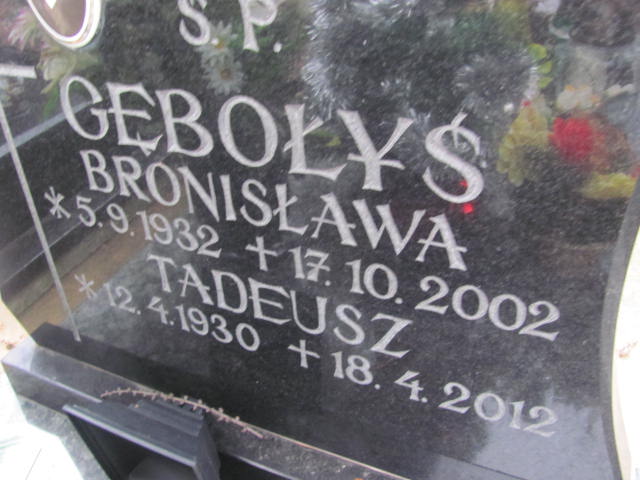 Ś. P.
GĘBOŁYŚ
BRONISŁAWA
* 5. 9. 1932 + 17. 10. 2002
TADEUSZ
* 12. 4. 1930 + 18. 4. 2012